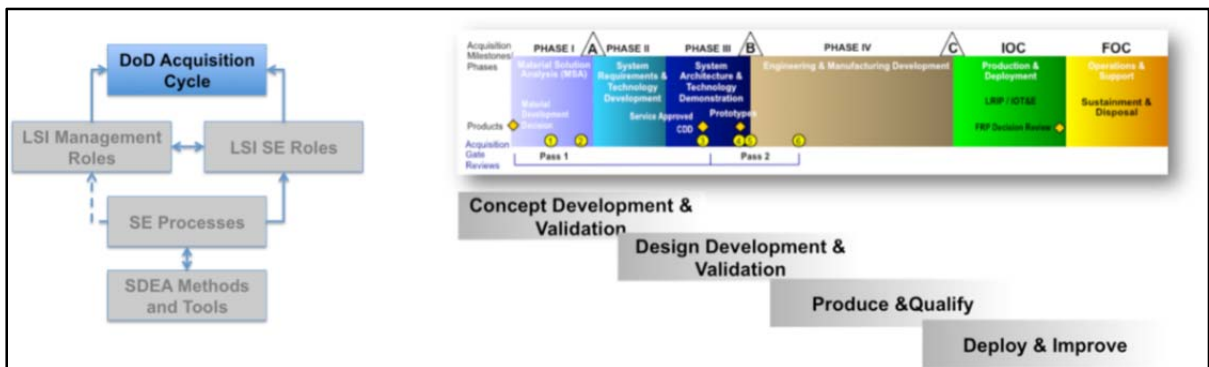 DoD Acquisition
Cycle
LSI Management
Roles
LSI SE Roles
SE Processes
SDEA Methods
and Tools
Acquisition
Milestones/
Phases
PHASE I
A
PHASE II
PHASE III
B
PHASE IV
C
IOC
FOC
Material Solution
Analysis (MSA)
System
Requirements &
Technology
Development
System
Architecture &
Technology
Demonstration
Engineering & Manufacturing Development
Production &
Deployment
Operations &
Support
Material
Development
Decision
Service Approved
CDD
Prototypes
LRIP / IOT&E
Sustainment &
Disposal
FRP Decision Review
Products
Acquisition
Gate
Reviews
1
2
3
4
5
6
Pass 1
Pass 2
Concept Development &
Validation
Design Development &
Validation
Produce &Qualify
Deploy & Improve